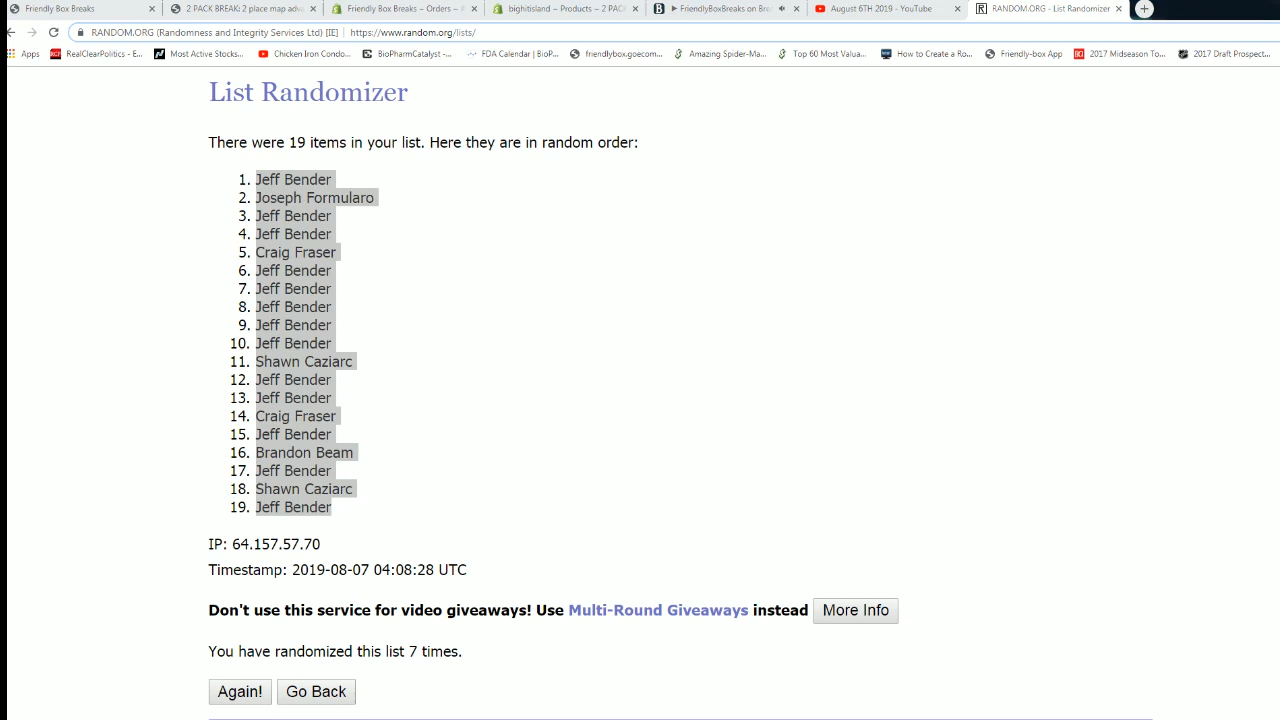 Friendly Box Breaks
2 PACK BREAK: 2 place map adv
Friendly Box Breaks ~ Orders ~
bighitisland ~ Products ~ 2 PAC
FriendlyBoxBreaks on Bre
August 6TH 2019 - YouTube
RANDOM.ORG - List Randomizer
RANDOM.ORG (Randomness and Integrity Services Ltd) [IE] | https://www.random.org/lists/
Apps
RealClearPolitics - E...
Most Active Stocks...
Chicken Iron Condo...
BioPharmCatalyst -...
FDA Calendar | BioP...
friendlybox.goecom...
Amazing Spider-Ma...
Top 60 Most Valua...
How to Create a Ro...
Friendly-box App
2017 Midseason To...
2017 Draft Prospect...
List Randomizer
There were 19 items in your list. Here they are in random order:
1. Jeff Bender
2. Joseph Formularo
3. Jeff Bender
4. Jeff Bender
5. Craig Fraser
6. Jeff Bender
7. Jeff Bender
8. Jeff Bender
9. Jeff Bender
10. Jeff Bender
11. Shawn Caziarc
12. Jeff Bender
13. Jeff Bender
14. Craig Fraser
15. Jeff Bender
16. Brandon Beam
17. Jeff Bender
18. Shawn Caziarc
19. Jeff Bender
IP: 64.157.57.70
Timestamp: 2019-08-07 04:08:28 UTC
Don't use this service for video giveaways! Use Multi-Round Giveaways instead More Info
You have randomized this list 7 times.
Again! Go Back